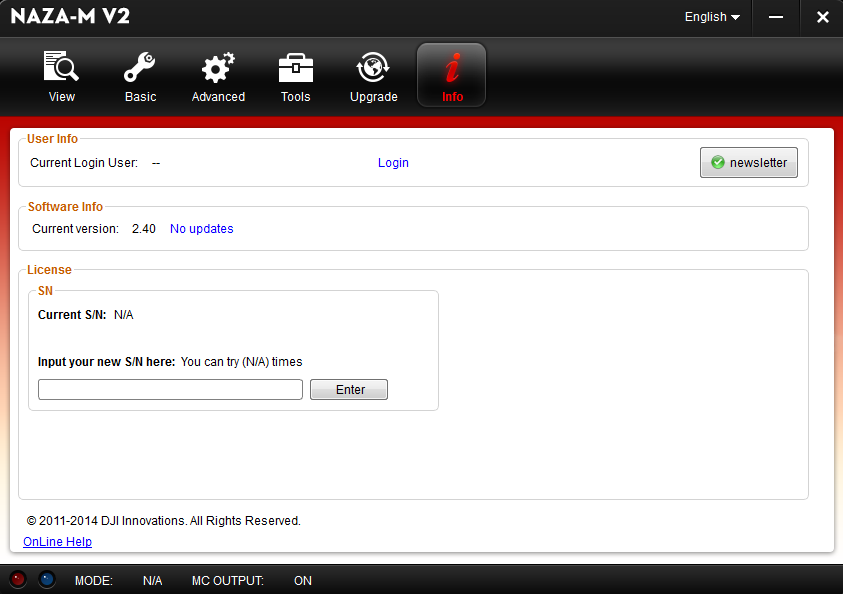 NAZA-M V2
English
View
Basic
Advanced
Tools
Upgrade
Info
User Info
Current Login User: --
Login
newsletter
Software Info
Current version: 2.40 No updates
License
SN
Current S/N: N/A
Input your new S/N here: You can try (N/A) times
Enter
© 2011-2014 DJI Innovations. All Rights Reserved.
OnLine Help
MODE: N/A MC OUTPUT: ON